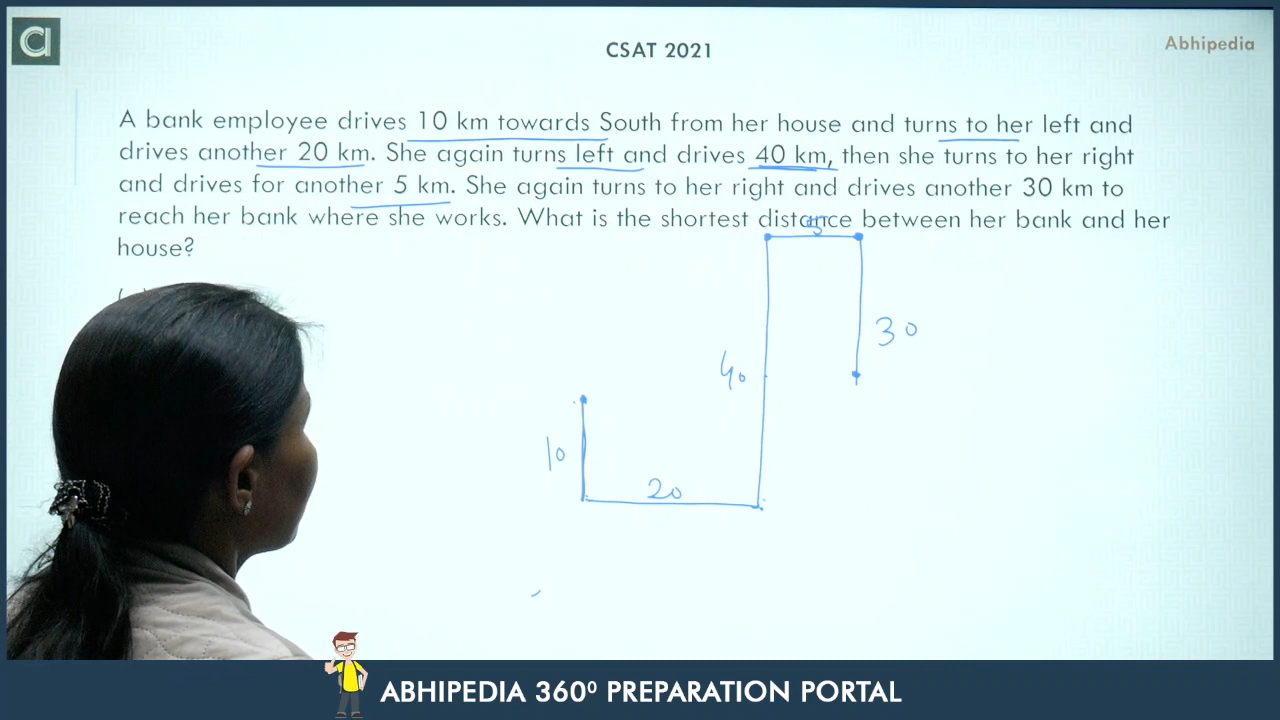 CSAT 2021
Abhipedia
A bank employee drives 10 km towards South from her house and turns to her left and
drives another 20 km. She again turns left and drives 40 km, then she turns to her right
and drives for another 5 km. She again turns to her right and drives another 30 km to
reach her bank where she works. What is the shortest distance between her bank and her
house?
5
30
40
10
20
ABHIPEDIA 360⁰ PREPARATION PORTAL